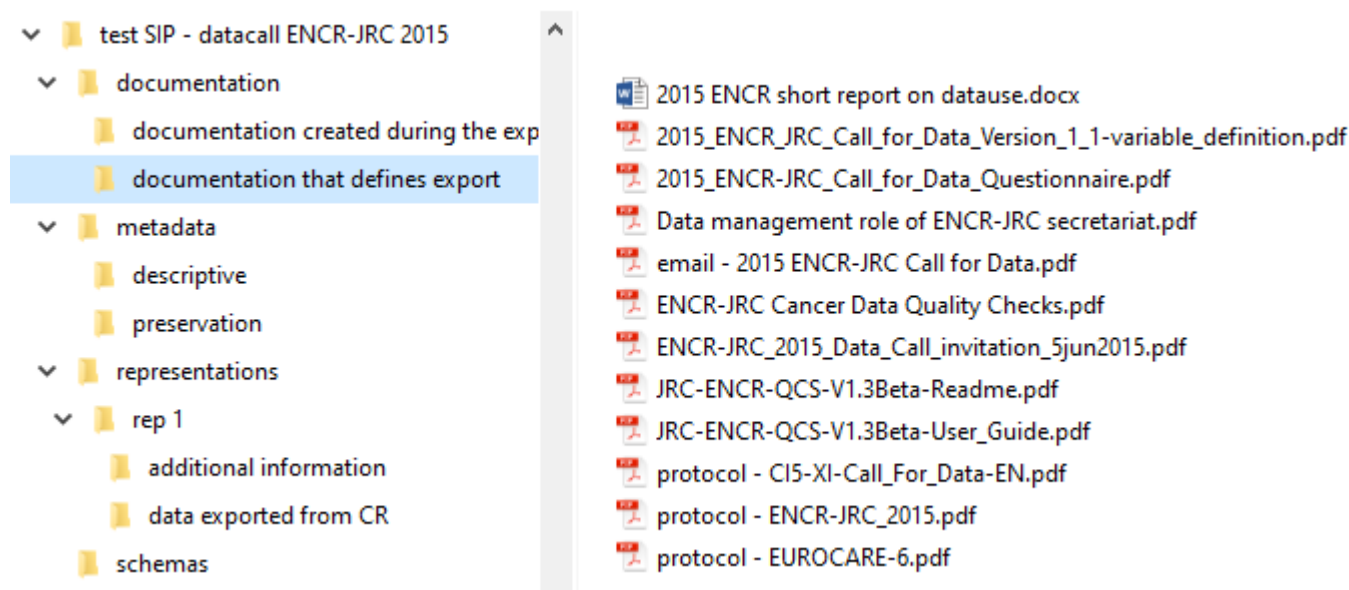 test SIP - datacall ENCR-JRC 2015
documentation
documentation created during the exp
documentation that defines export
metadata
descriptive
preservation
representations
rep 1
additional information
data exported from CR
schemas
2015 ENCR short report on datause.docx
2015_ENCR_JRC_Call_for_Data_Version_1_1-variable_definition.pdf
2015_ENCR-JRC_Call_for_Data_Questionnaire.pdf
Data management role of ENCR-JRC secretariat.pdf
email - 2015 ENCR-JRC Call for Data.pdf
ENCR-JRC Cancer Data Quality Checks.pdf
ENCR-JRC_2015_Data_Call_invitation_5jun2015.pdf
JRC-ENCR-QCS-V1.3Beta-Readme.pdf
JRC-ENCR-QCS-V1.3Beta-User_Guide.pdf
protocol - CI5-XI-Call_For_Data-EN.pdf
protocol - ENCR-JRC_2015.pdf
protocol - EUROCARE-6.pdf